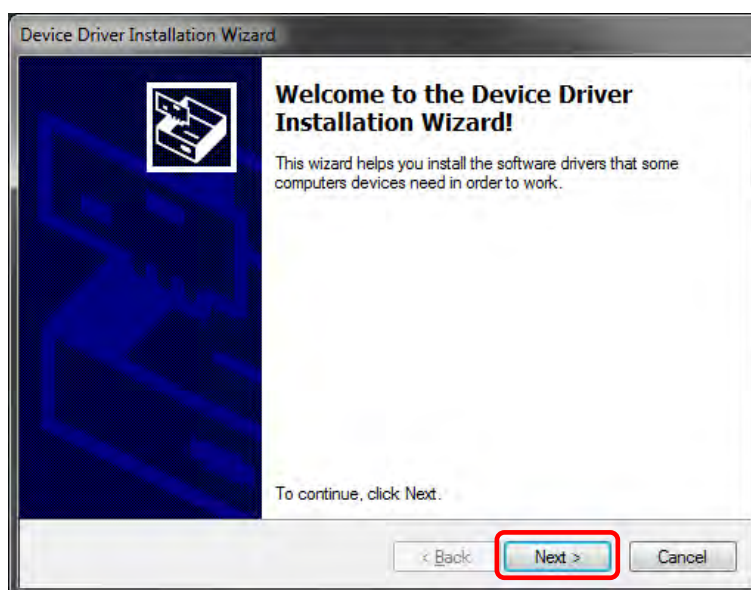 Device Driver Installation Wizard
Welcome to the Device Driver
Installation Wizard!
This wizard helps you install the software drivers that some
computers devices need in order to work.
To continue, click Next.
< Back
Next >
Cancel